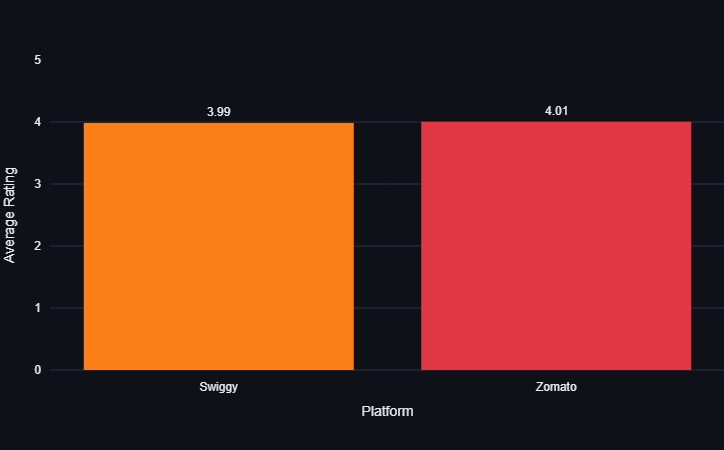 5
3.99
4.01
4
3
2
1
0
Average Rating
Swiggy
Zomato
Platform